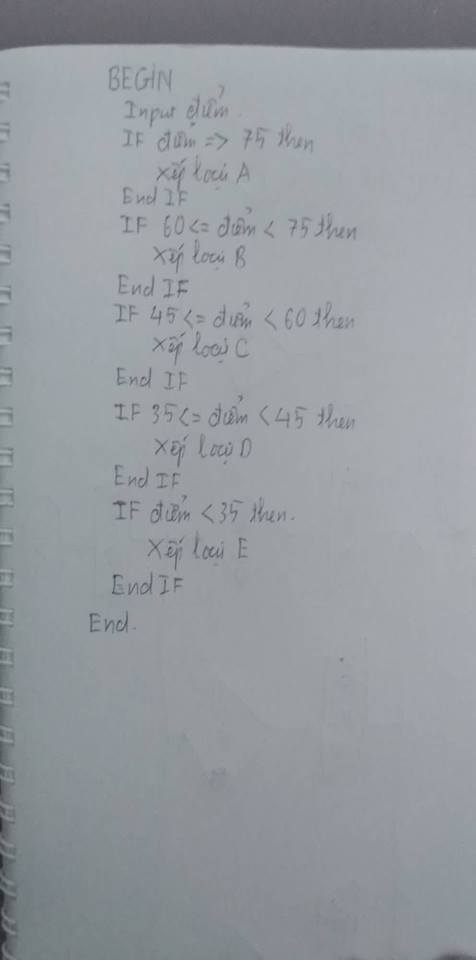 BEGIN
Input điểm.
IF điểm => 75 then
Xếp loại A
End IF
IF 60 <= điểm < 75 then
Xếp loại B
End IF
IF 45 <= điểm < 60 then
Xếp loại C
End IF
IF 35 <= điểm < 45 then
Xếp loại D
End IF
IF điểm < 35 then.
Xếp loại E
End IF
End.